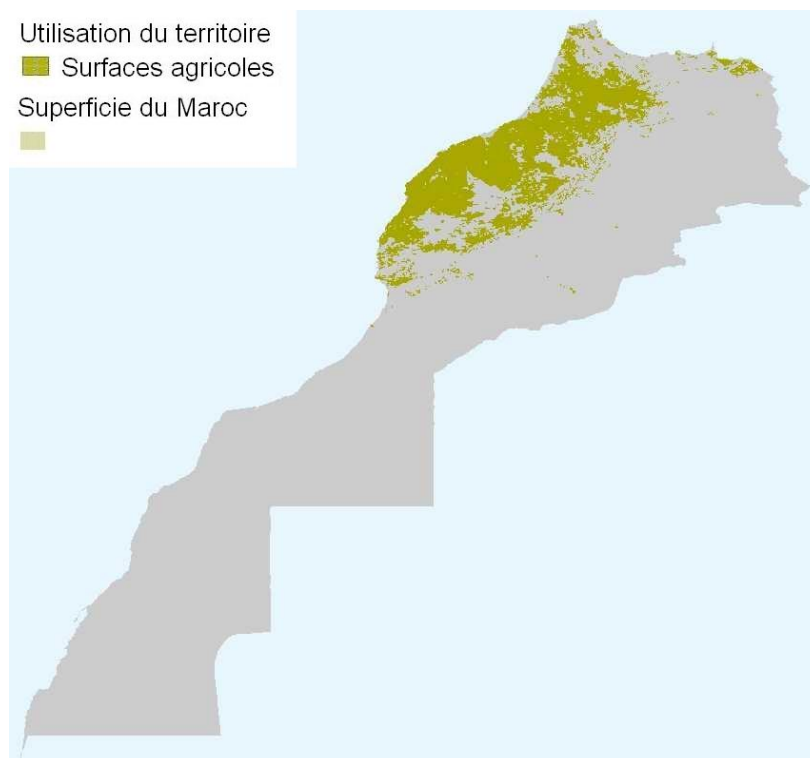 Utilisation du territoire
Surfaces agricoles
Superficie du Maroc